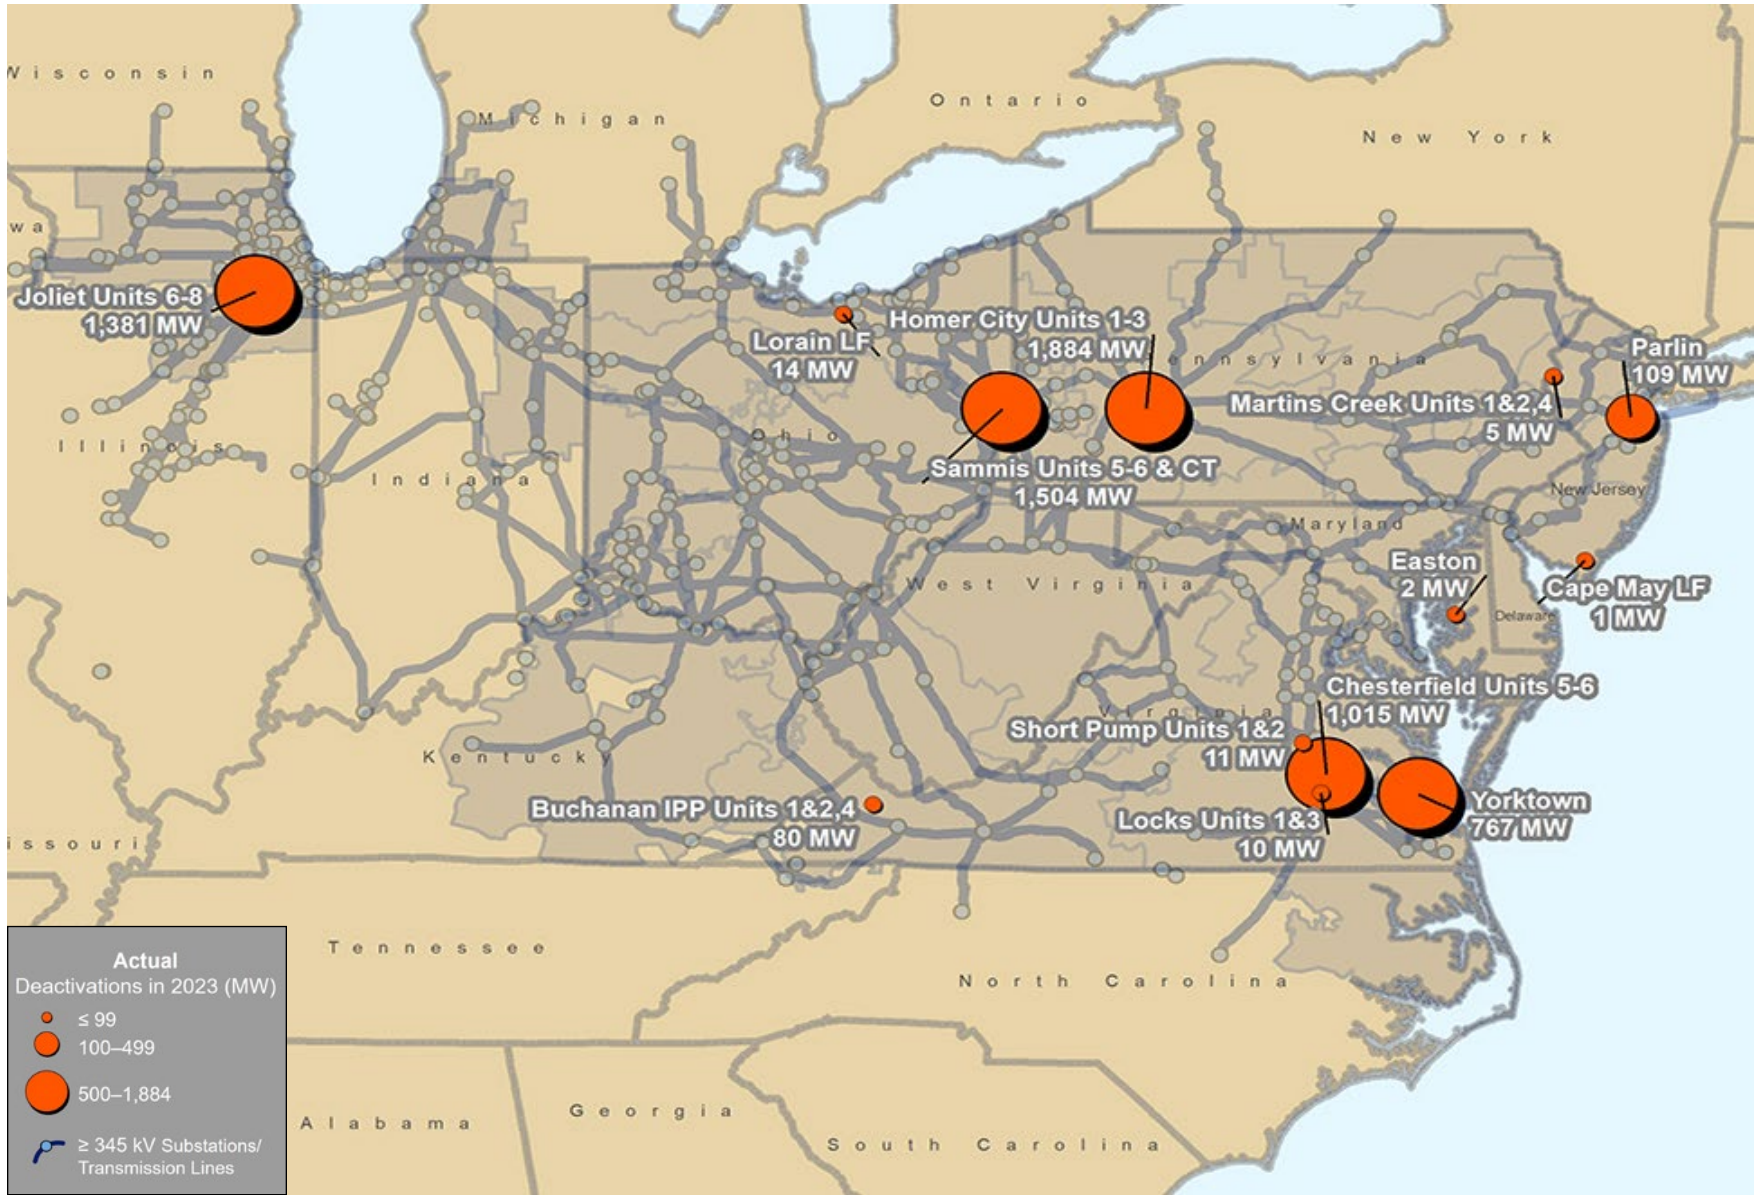 Wisconsin
Michigan
Ontario
New York
wa
Joliet Units 6-8
1,381 MW
Lorain LF
14 MW
Homer City Units 1-3
1,884 MW
ennsylvania
Parlin
109 MW
Martins Creek Units 1&2,4
5 MW
Illinois
Indiana
Ohio
Sammis Units 5-6 & CT
1,504 MW
New Jersey
Maryland
Easton
2 MW
West Virginia
Cape May LF
1 MW
Delaware
Chesterfield Units 5-6
1,015 MW
Virginia
Short Pump Units 1&2
11 MW
Kentucky
Buchanan IPP Units 1&2,4
80 MW
Locks Units 1&3
10 MW
Yorktown
767 MW
issouri
Tennessee
North Carolina
Alabama
Georgia
South Carolina
Actual
Deactivations in 2023 (MW)
≤ 99
100–499
500–1,884
≥ 345 kV Substations/
Transmission Lines